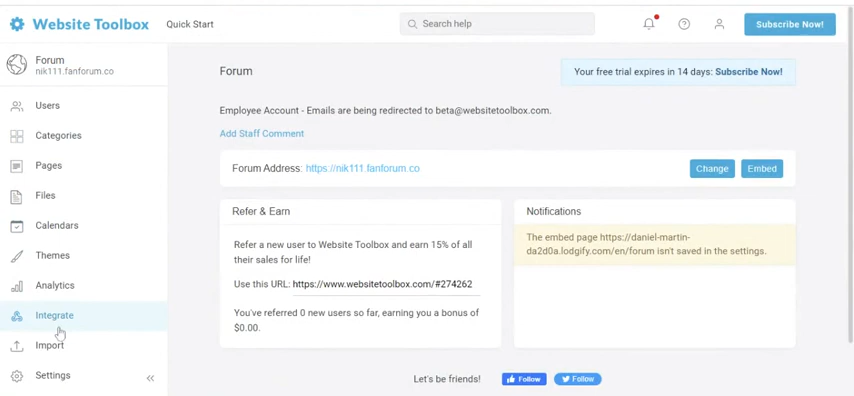 Website Toolbox
Quick Start
Search help
Subscribe Now!
Forum
nik111.fanforum.co
Users
Categories
Pages
Files
Calendars
Themes
Analytics
Integrate
Import
Settings
Forum
Your free trial expires in 14 days: Subscribe Now!
Employee Account - Emails are being redirected to beta@websitetoolbox.com.
Add Staff Comment
Forum Address: https://nik111.fanforum.co
Change
Embed
Refer & Earn
Refer a new user to Website Toolbox and earn 15% of all
their sales for life!
Use this URL: https://www.websitetoolbox.com/#274262
You've referred 0 new users so far, earning you a bonus of
$0.00.
Notifications
The embed page https://daniel-martin-
da2d0a.lodgify.com/en/forum isn't saved in the settings.
Let's be friends!
Follow
Follow